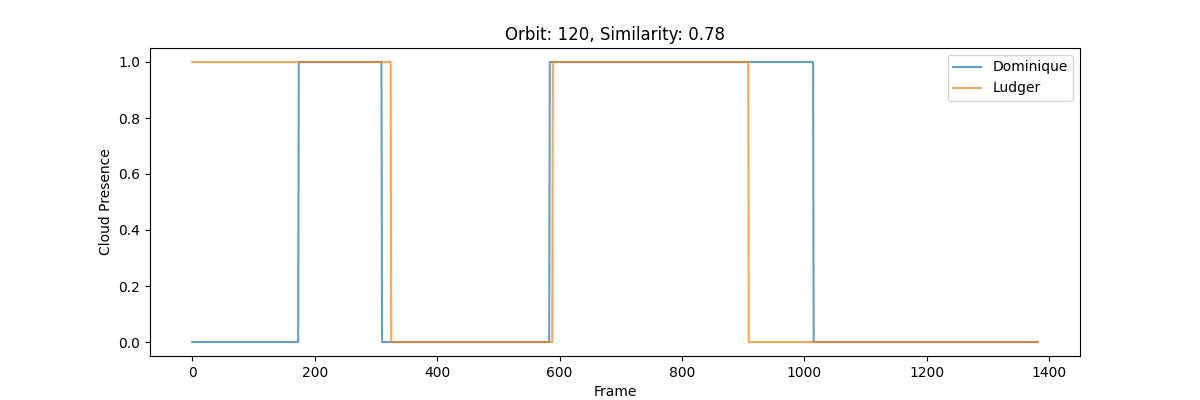 Orbit: 120, Similarity: 0.78
Dominique
Ludger
1.0
0.8
0.6
0.4
0.2
0.0
Cloud Presence
0 200 400 600 800 1000 1200 1400
Frame